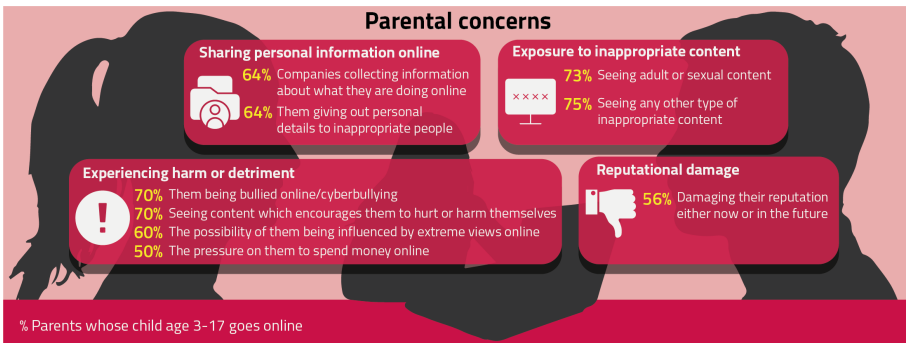 Parental concerns
Sharing personal information online
64% Companies collecting information
about what they are doing online
64% Them giving out personal
details to inappropriate people
Exposure to inappropriate content
××××
73% Seeing adult or sexual content
75% Seeing any other type of
inappropriate content
Experiencing harm or detriment
!
70% Them being bullied online/cyberbullying
70% Seeing content which encourages them to hurt or harm themselves
60% The possibility of them being influenced by extreme views online
50% The pressure on them to spend money online
Reputational damage
56% Damaging their reputation
either now or in the future
% Parents whose child age 3-17 goes online